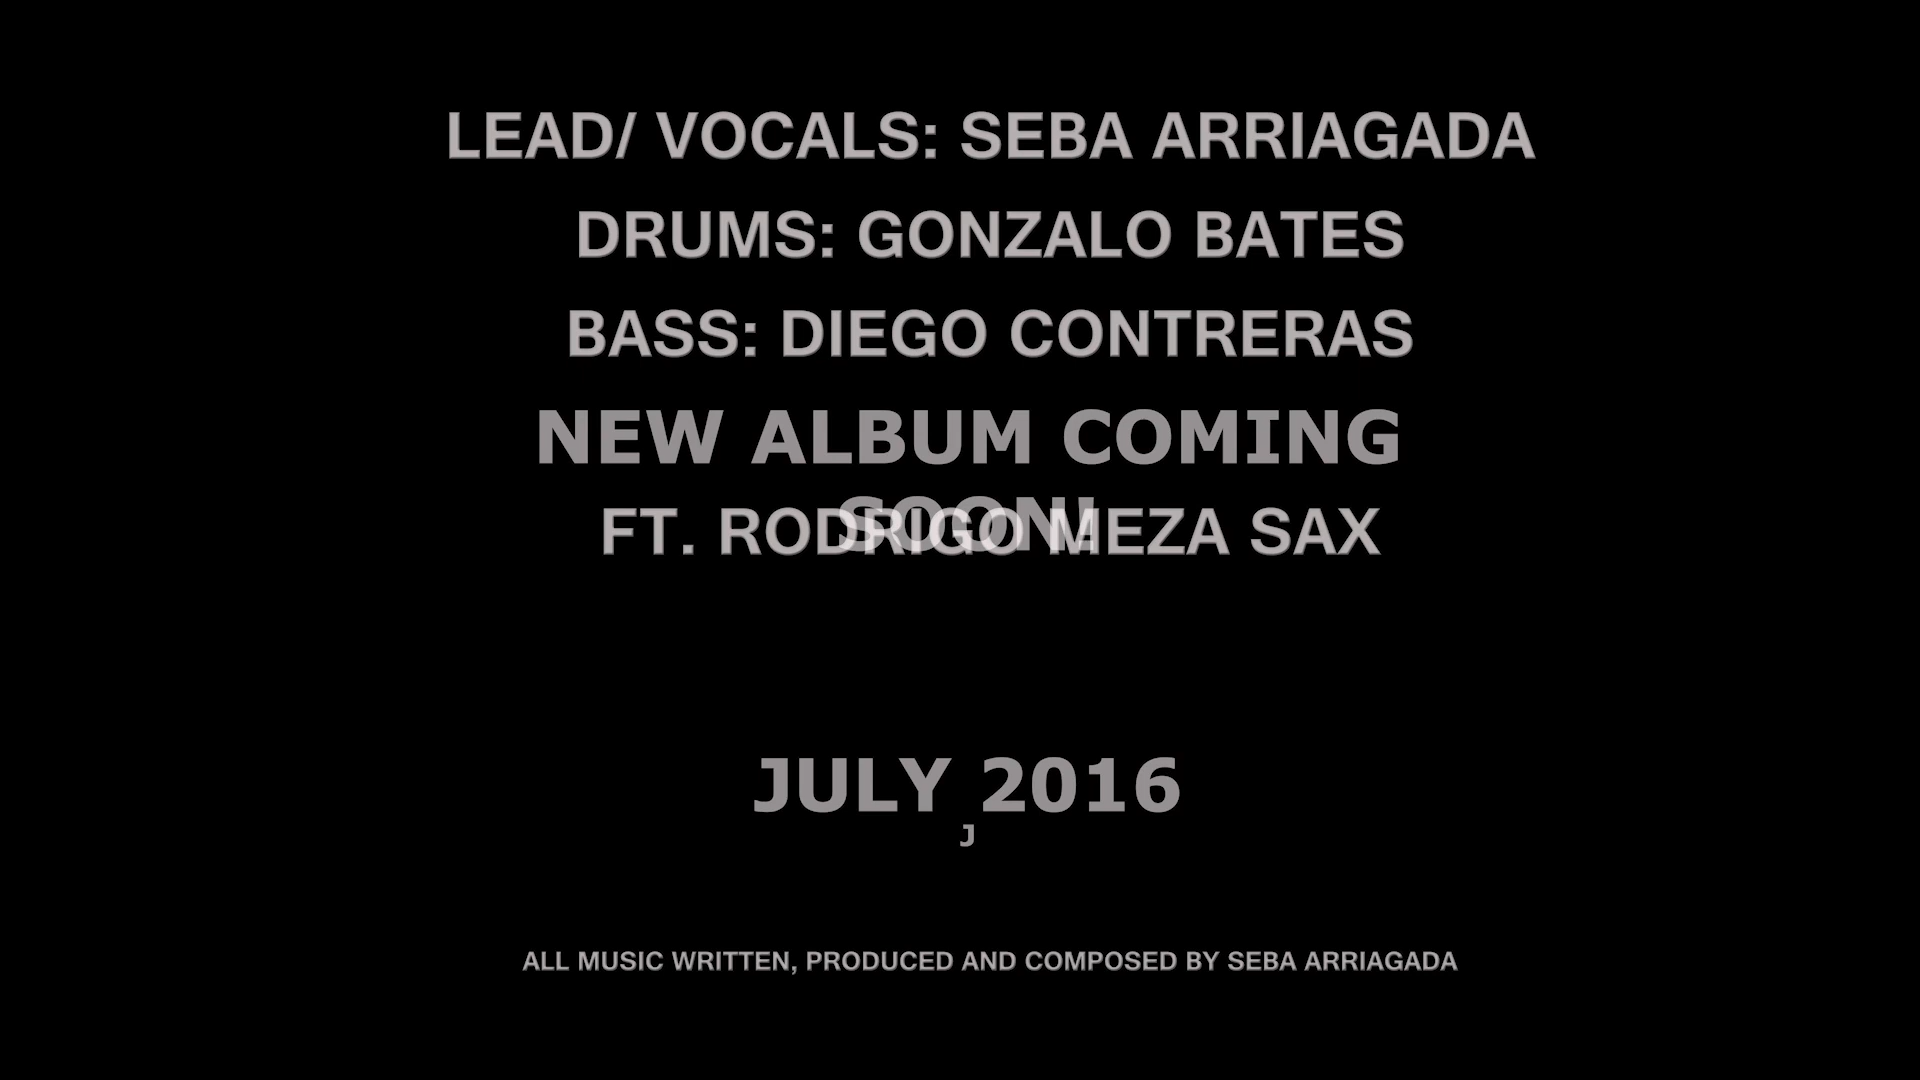 LEAD/ VOCALS: SEBA ARRIAGADA
DRUMS: GONZALO BATES
BASS: DIEGO CONTRERAS
NEW ALBUM COMING
SOON!
FT. RODRIGO MEZA SAX
JULY 2016
J
ALL MUSIC WRITTEN, PRODUCED AND COMPOSED BY SEBA ARRIAGADA